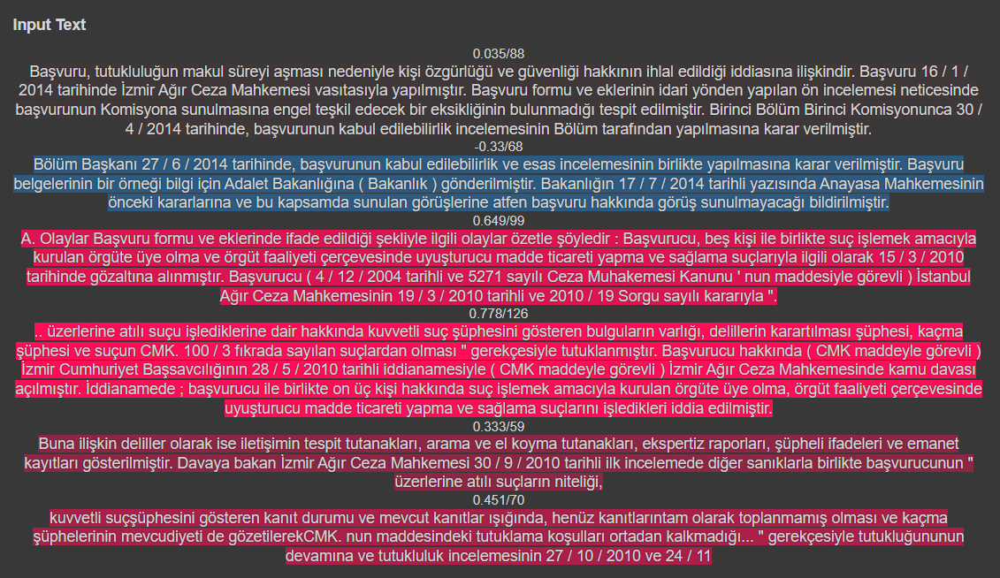 Input Text
0.035/88
Başvuru, tutukluluğun makul süreyi aşması nedeniyle kişi özgürlüğü ve güvenliği hakkının ihlal edildiği iddiasına ilişkindir. Başvuru 16 / 1 /
2014 tarihinde İzmir Ağır Ceza Mahkemesi vasıtasıyla yapılmıştır. Başvuru formu ve eklerinin idari yönden yapılan ön incelemesi neticesinde
başvurunun Komisyona sunulmasına engel teşkil edecek bir eksikliğinin bulunmadığı tespit edilmiştir. Birinci Bölüm Birinci Komisyonunca 30 /
4 / 2014 tarihinde, başvurunun kabul edilebilirlik incelemesinin Bölüm tarafından yapılmasına karar verilmiştir.
-0.33/68
Bölüm Başkanı 27 / 6 / 2014 tarihinde, başvurunun kabul edilebilirlik ve esas incelemesinin birlikte yapılmasına karar verilmiştir. Başvuru
belgelerinin bir örneği bilgi için Adalet Bakanlığına ( Bakanlık ) gönderilmiştir. Bakanlığın 17 / 7 / 2014 tarihli yazısında Anayasa Mahkemesinin
önceki kararlarına ve bu kapsamda sunulan görüşlerine atfen başvuru hakkında görüş sunulmayacağı bildirilmiştir.
0.649/99
A. Olaylar Başvuru formu ve eklerinde ifade edildiği şekliyle ilgili olaylar özetle şöyledir : Başvurucu, beş kişi ile birlikte suç işlemek amacıyla
kurulan örgüte üye olma ve örgüt faaliyeti çerçevesinde uyuşturucu madde ticareti yapma ve sağlama suçlarıyla ilgili olarak 15 / 3 / 2010
tarihinde gözaltına alınmıştır. Başvurucu ( 4 / 12 / 2004 tarihli ve 5271 sayılı Ceza Muhakemesi Kanunu ' nun maddesiyle görevli ) İstanbul
Ağır Ceza Mahkemesinin 19 / 3 / 2010 tarihli ve 2010 / 19 Sorgu sayılı kararıyla ".
0.778/126
.. üzerlerine atılı suçu işlediklerine dair hakkında kuvvetli suç şüphesini gösteren bulguların varlığı, delillerin karartılması şüphesi, kaçma
şüphesi ve suçun CMK. 100 / 3 fıkrada sayılan suçlardan olması " gerekçesiyle tutuklanmıştır. Başvurucu hakkında ( CMK maddeyle görevli )
İzmir Cumhuriyet Başsavcılığının 28 / 5 / 2010 tarihli iddianamesiyle ( CMK maddeyle görevli ) İzmir Ağır Ceza Mahkemesinde kamu davası
açılmıştır. İddianamede ; başvurucu ile birlikte on üç kişi hakkında suç işlemek amacıyla kurulan örgüte üye olma, örgüt faaliyeti çerçevesinde
uyuşturucu madde ticareti yapma ve sağlama suçlarını işledikleri iddia edilmiştir.
0.333/59
Buna ilişkin deliller olarak ise iletişimin tespit tutanakları, arama ve el koyma tutanakları, ekspertiz raporları, şüpheli ifadeleri ve emanet
kayıtları gösterilmiştir. Davaya bakan İzmir Ağır Ceza Mahkemesi 30 / 9 / 2010 tarihli ilk incelemede diğer sanıklarla birlikte başvurucunun "
üzerlerine atılı suçların niteliği,
0.451/70
kuvvetli suçşüphesini gösteren kanıt durumu ve mevcut kanıtlar ışığında, henüz kanıtlarıntam olarak toplanmamış olması ve kaçma
şüphelerinin mevcudiyeti de gözetilerekCMK. nun maddesindeki tutuklama koşulları ortadan kalkmadığı... " gerekçesiyle tutukluğununun
devamına ve tutukluluk incelemesinin 27 / 10 / 2010 ve 24 / 11